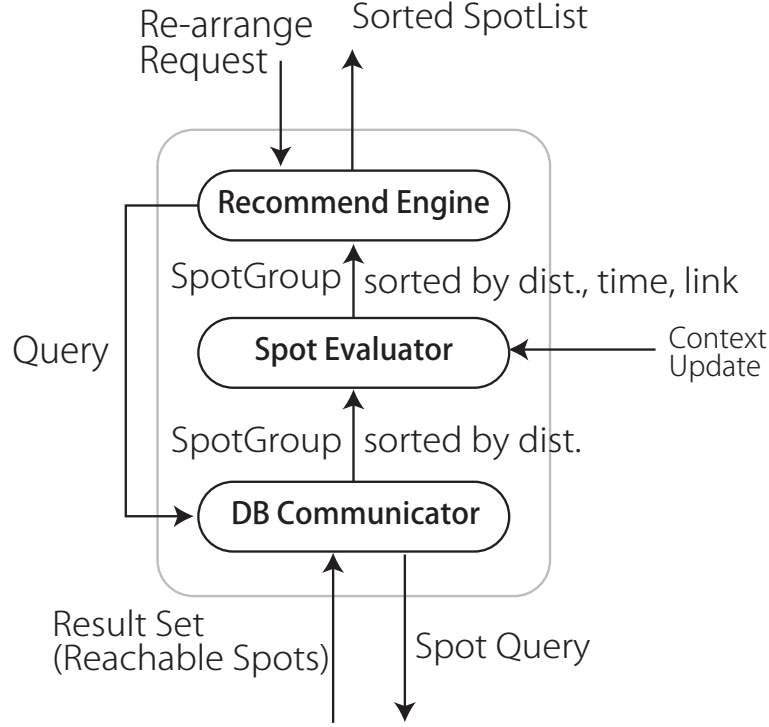 Re-arrange
Request
Sorted SpotList
Recommend Engine
SpotGroup
sorted by dist., time, link
Query
Spot Evaluator
Context
Update
SpotGroup
sorted by dist.
DB Communicator
Result Set
(Reachable Spots)
Spot Query